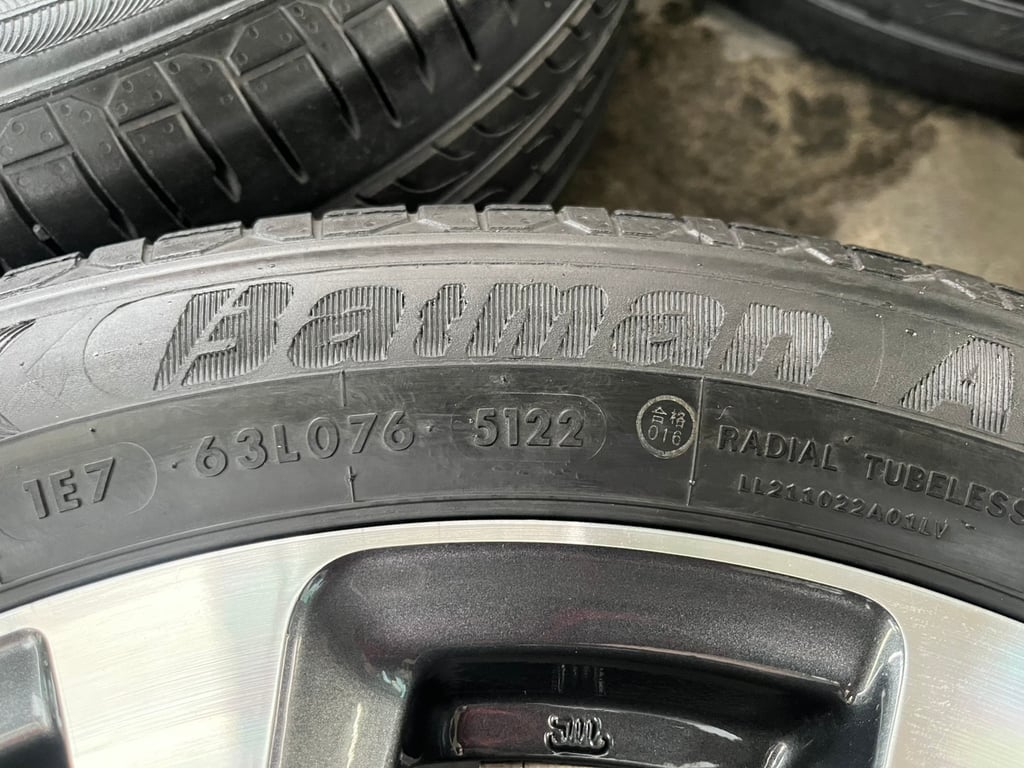 Batman A
1E7 63L076 5122
合格
016
RADIAL TUBELESS
LL211022A01LV